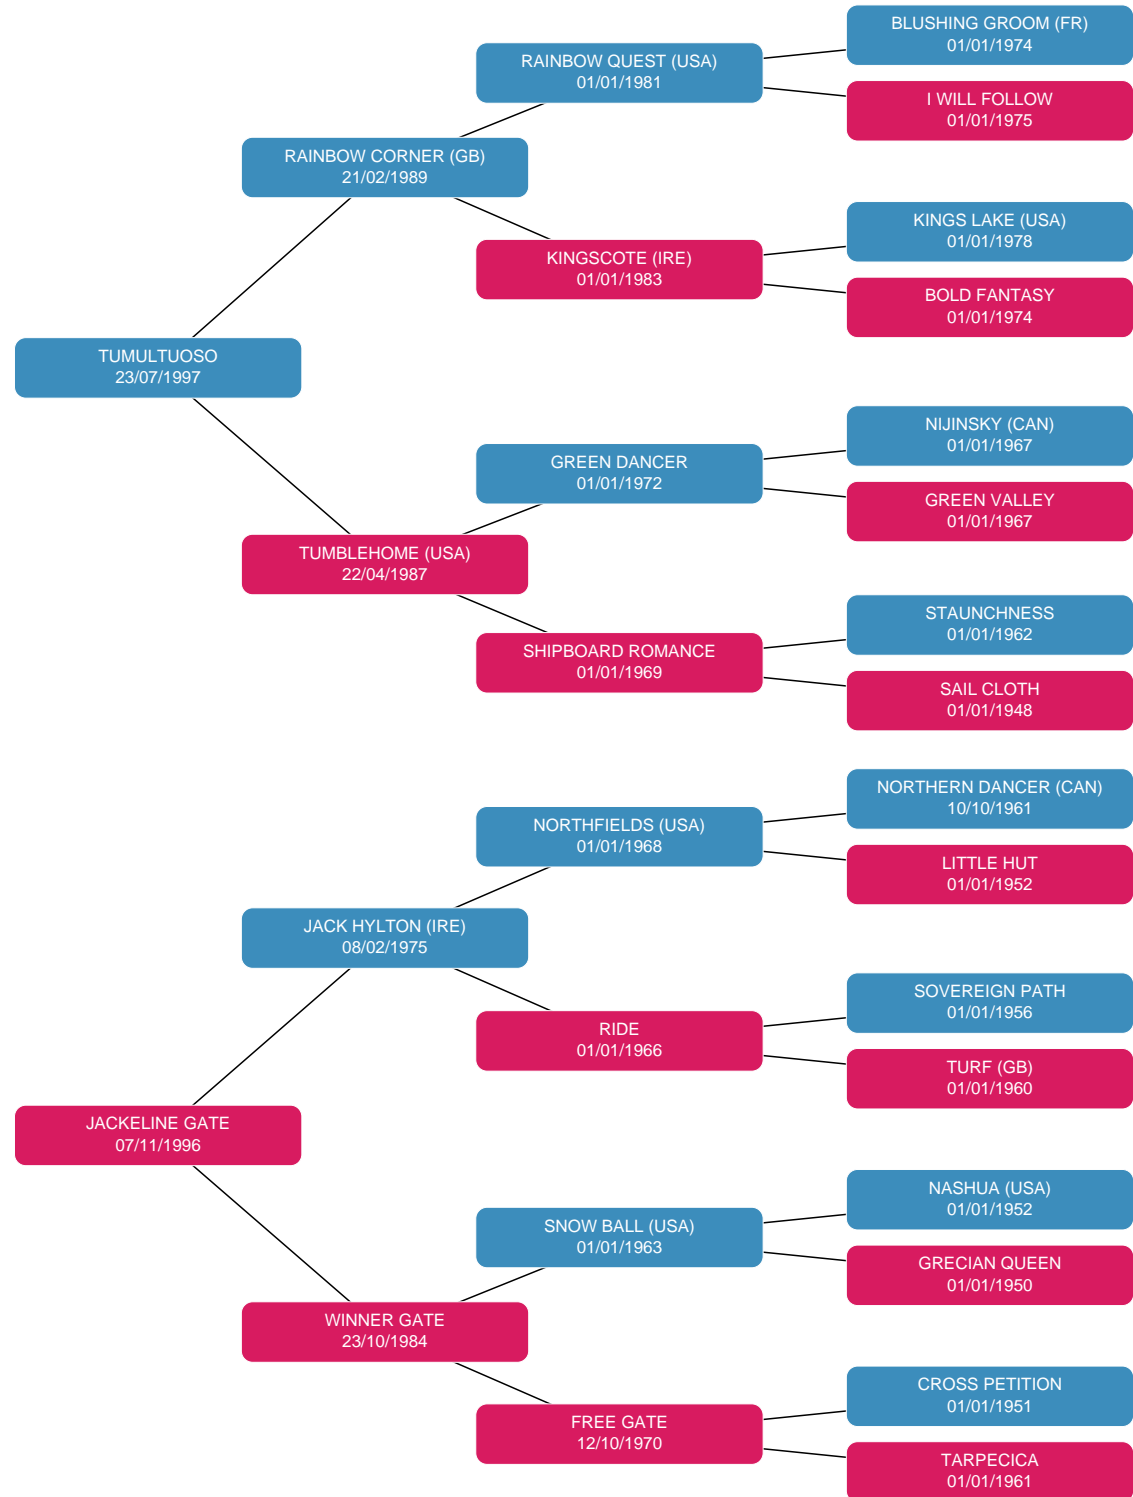 BLUSHING GROOM (FR)
01/01/1974
RAINBOW QUEST (USA)
01/01/1981
I WILL FOLLOW
01/01/1975
RAINBOW CORNER (GB)
21/02/1989
KINGS LAKE (USA)
01/01/1978
KINGSCOTE (IRE)
01/01/1983
BOLD FANTASY
01/01/1974
TUMULTUOSO
23/07/1997
NIJINSKY (CAN)
01/01/1967
GREEN DANCER
01/01/1972
GREEN VALLEY
01/01/1967
TUMBLEHOME (USA)
22/04/1987
STAUNCHNESS
01/01/1962
SHIPBOARD ROMANCE
01/01/1969
SAIL CLOTH
01/01/1948
NORTHERN DANCER (CAN)
10/10/1961
NORTHFIELDS (USA)
01/01/1968
LITTLE HUT
01/01/1952
JACK HYLTON (IRE)
08/02/1975
SOVEREIGN PATH
01/01/1956
RIDE
01/01/1966
TURF (GB)
01/01/1960
JACKELINE GATE
07/11/1996
NASHUA (USA)
01/01/1952
SNOW BALL (USA)
01/01/1963
GRECIAN QUEEN
01/01/1950
WINNER GATE
23/10/1984
CROSS PETITION
01/01/1951
FREE GATE
12/10/1970
TARPECICA
01/01/1961